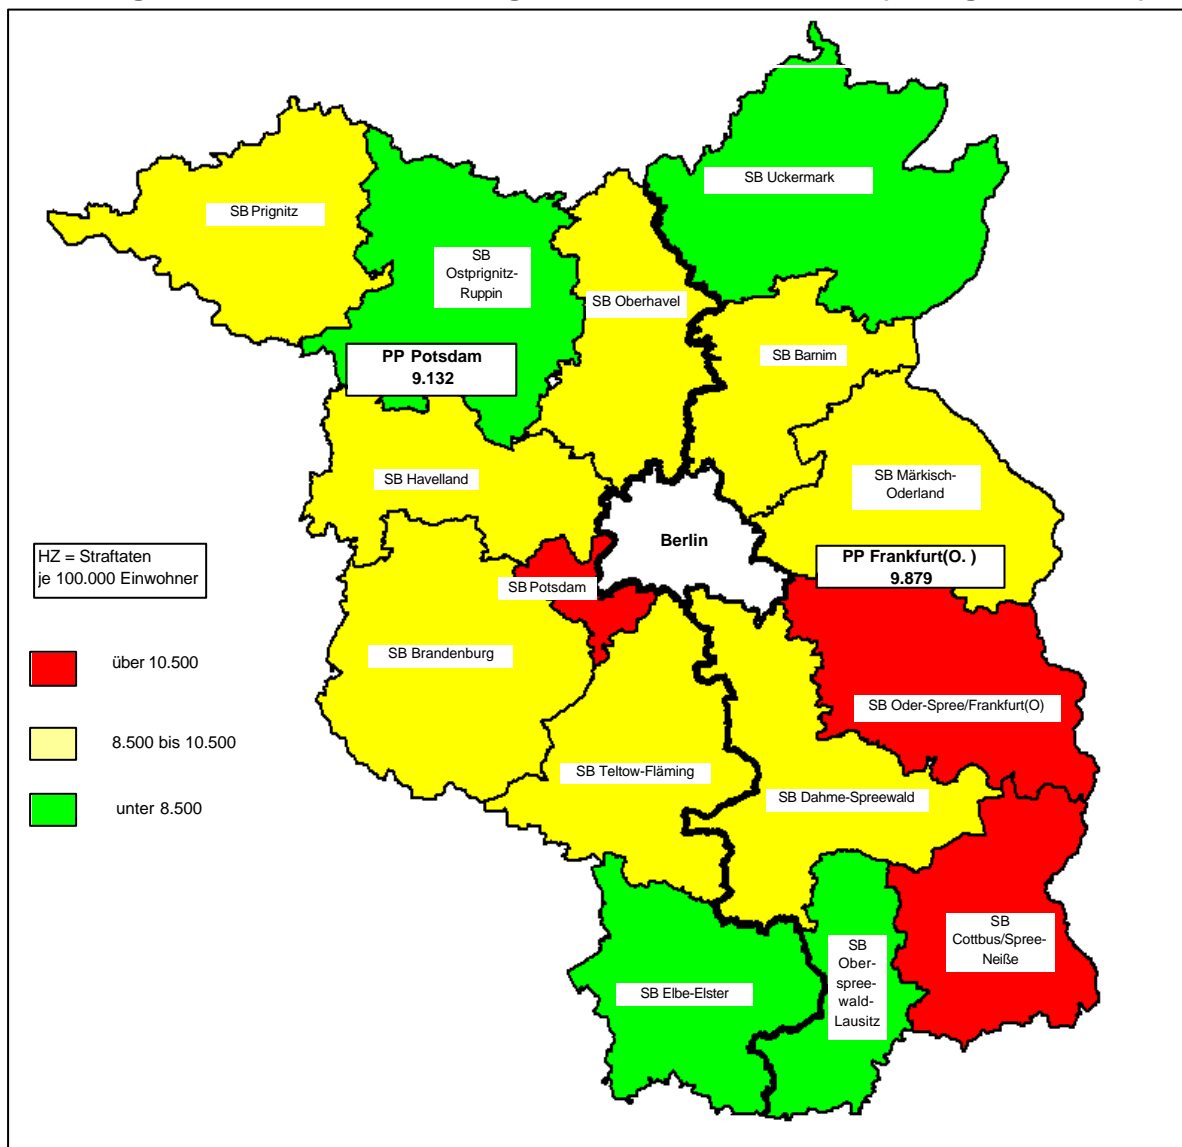 SB Uckermark
SB Prignitz
SB
Ostprignitz-
Ruppin
SB Oberhavel
SB Barnim
PP Potsdam
9.132
SB Havelland
SB Märkisch-
Oderland
Berlin
HZ = Straftaten
je 100.000 Einwohner
PP Frankfurt(O. )
9.879
SB Potsdam
SB Brandenburg
über 10.500
SB Oder-Spree/Frankfurt(O)
8.500 bis 10.500
SB Teltow-Fläming
SB Dahme-Spreewald
unter 8.500
SB
Cottbus/Spree-
Neiße
SB
Ober-
spree-
wald-
Lausitz
SB Elbe-Elster